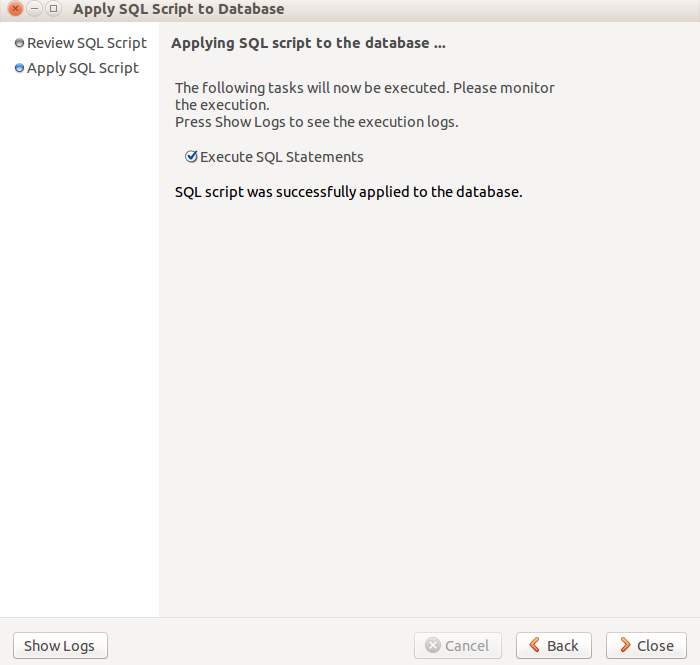 Apply SQL Script to Database
Review SQL Script
Apply SQL Script
Applying SQL script to the database ...
The following tasks will now be executed. Please monitor
the execution.
Press Show Logs to see the execution logs.
Execute SQL Statements
SQL script was successfully applied to the database.
Show Logs
Cancel
Back
Close